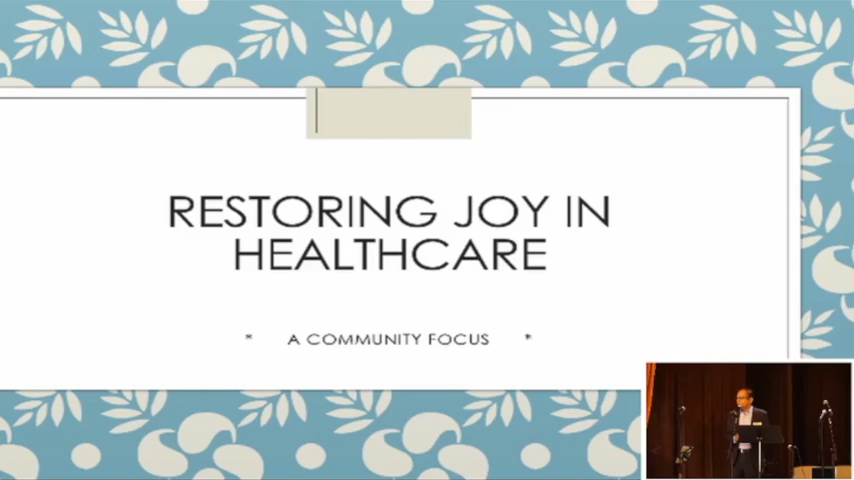 RESTORING JOY IN
HEALTHCARE
* A COMMUNITY FOCUS *